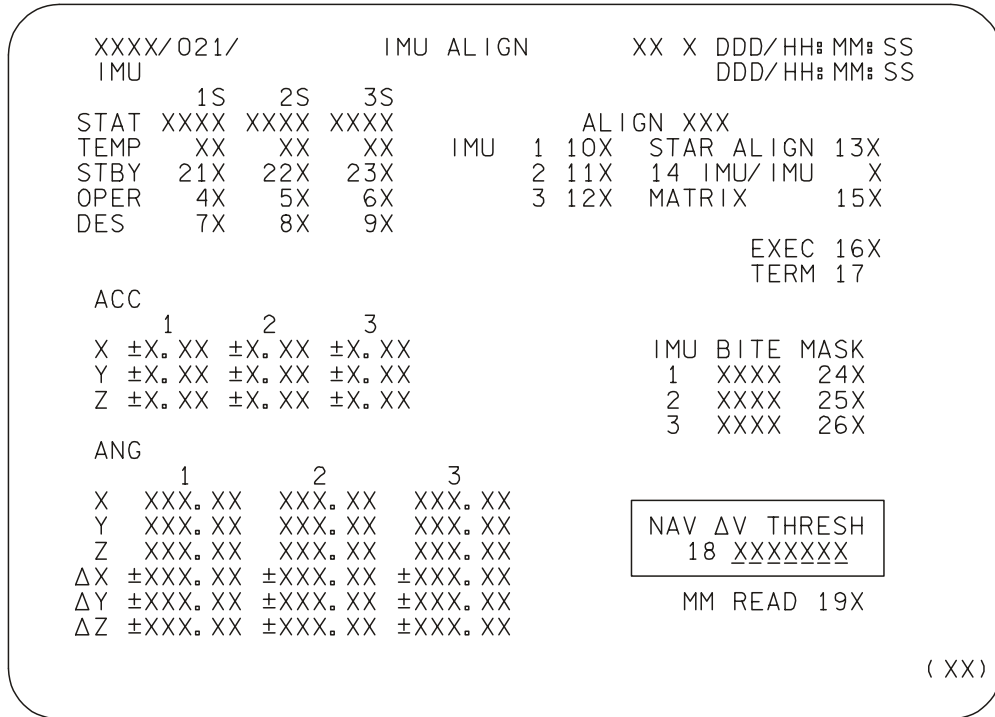 XXXX/021/ IMU ALIGN XX X DDD/HH:MM:SS
IMU DDD/HH:MM:SS
1S 2S 3S
STAT XXXX XXXX XXXX ALIGN XXX
TEMP XX XX XX IMU 1 10X STAR ALIGN 13X
STBY 21X 22X 23X 2 11X 14 IMU/IMU X
OPER 4X 5X 6X 3 12X MATRIX 15X
DES 7X 8X 9X
EXEC 16X
TERM 17
ACC
1 2 3
X ±X.XX ±X.XX ±X.XX IMU BITE MASK
Y ±X.XX ±X.XX ±X.XX 1 XXXX 24X
Z ±X.XX ±X.XX ±X.XX 2 XXXX 25X
3 XXXX 26X
ANG
1 2 3
X XXX.XX XXX.XX XXX.XX
Y XXX.XX XXX.XX XXX.XX NAV ΔV THRESH
Z XXX.XX XXX.XX XXX.XX 18 XXXXXXX
ΔX ±XXX.XX ±XXX.XX ±XXX.XX
ΔY ±XXX.XX ±XXX.XX ±XXX.XX MM READ 19X
ΔZ ±XXX.XX ±XXX.XX ±XXX.XX
(XX)